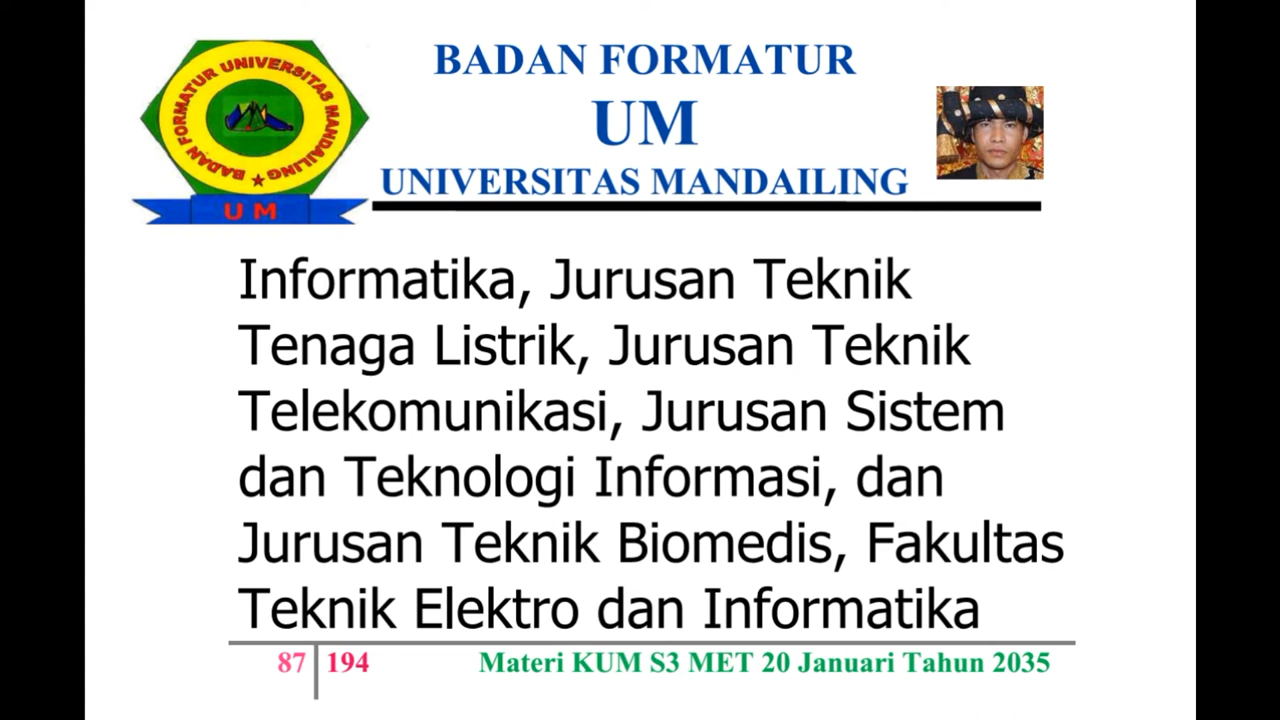 BADAN FORMATUR UNIVERSITAS MANDAILING
UM
BADAN FORMATUR
UM
UNIVERSITAS MANDAILING
Informatika, Jurusan Teknik
Tenaga Listrik, Jurusan Teknik
Telekomunikasi, Jurusan Sistem
dan Teknologi Informasi, dan
Jurusan Teknik Biomedis, Fakultas
Teknik Elektro dan Informatika
87 194 Materi KUM S3 MET 20 Januari Tahun 2035